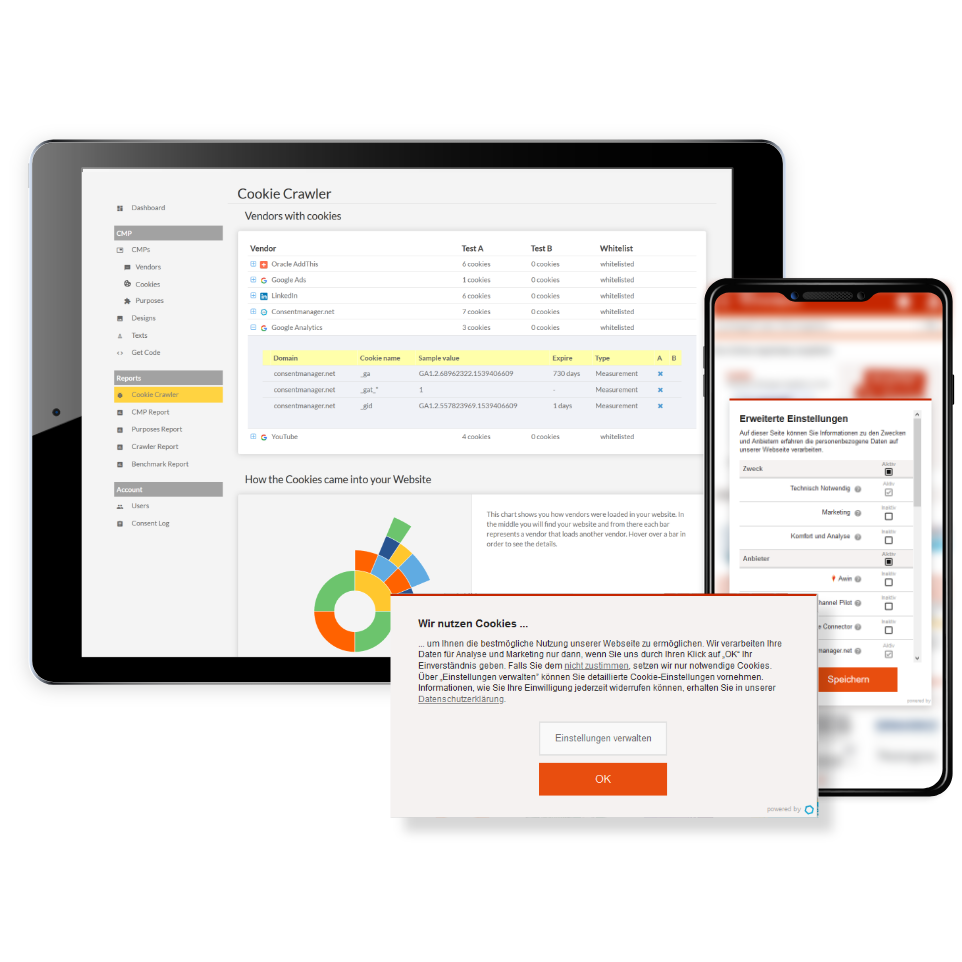 Cookie Crawler
Vendors with cookies
Dashboard
CMP
CMPs
Vendors
Cookies
Purposes
Designs
Texts
Get Code
Reports
Cookie Crawler
CMP Report
Purposes Report
Crawler Report
Benchmark Report
Account
Users
Consent Log
Vendor Test A Test B Whitelist
Oracle AddThis 6 cookies 0 cookies whitelisted
Google Ads 1 cookies 0 cookies whitelisted
LinkedIn 6 cookies 0 cookies whitelisted
Consentmanager.net 7 cookies 0 cookies whitelisted
Google Analytics 3 cookies 0 cookies whitelisted
Domain Cookie name Sample value Expire Type A B
consentmanager.net _ga GA1.2.68962322.1539406609 730 days Measurement x
consentmanager.net _gat_* 1 - Measurement x
consentmanager.net _gid GA1.2.557823969.1539406609 1 days Measurement x
YouTube 4 cookies 0 cookies whitelisted
How the Cookies came into your Website
This chart shows you how vendors were loaded in your website. In
the middle you will find your website and from there each bar
represents a vendor that loads another vendor. Hover over a bar in
order to see the details.
Erweiterte Einstellungen
Auf dieser Seite können Sie Informationen zu den Zwecken
und Anbietern erfahren die personenbezogene Daten auf
unserer Webseite verarbeiten.
Zweck Aktiv
Technisch Notwendig Aktiv
Marketing Inaktiv
Komfort und Analyse Inaktiv
Anbieter Aktiv
Awin Inaktiv
hannel Pilot Inaktiv
e Connector Inaktiv
manager.net Aktiv
Speichern
powered by
Wir nutzen Cookies ...
... um Ihnen die bestmögliche Nutzung unserer Webseite zu ermöglichen. Wir verarbeiten Ihre
Daten für Analyse und Marketing nur dann, wenn Sie uns durch Ihren Klick auf „OK“ Ihr
Einverständnis geben. Falls Sie dem nicht zustimmen, setzen wir nur notwendige Cookies.
Über „Einstellungen verwalten“ können Sie detaillierte Cookie-Einstellungen vornehmen.
Informationen, wie Sie Ihre Einwilligung jederzeit widerrufen können, erhalten Sie in unserer
Datenschutzerklärung.
Einstellungen verwalten
OK
powered by